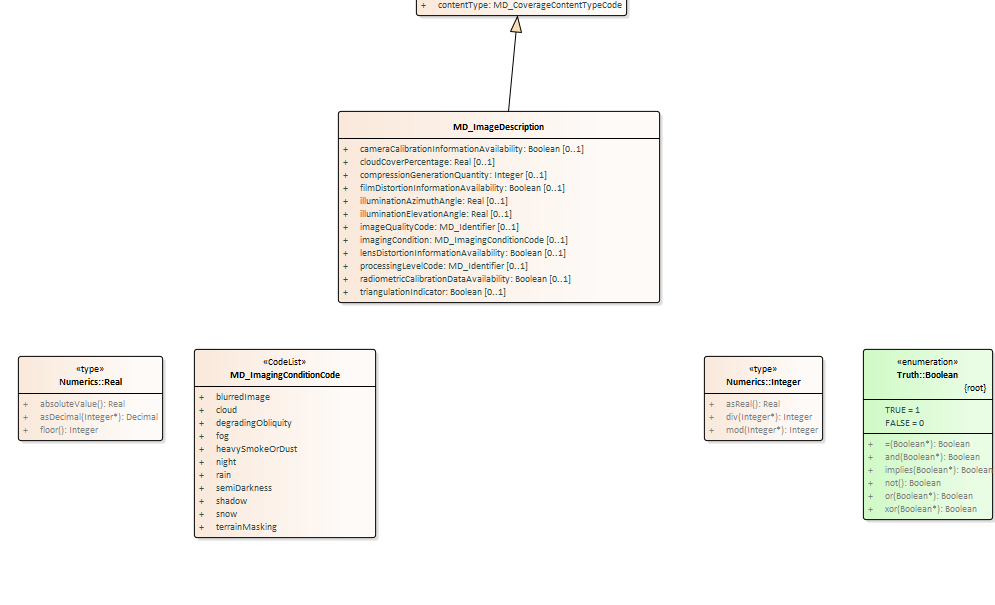 + contentType: MD_CoverageContentTypeCode
MD_ImageDescription
+ cameraCalibrationInformationAvailability: Boolean [0..1]
+ cloudCoverPercentage: Real [0..1]
+ compressionGenerationQuantity: Integer [0..1]
+ filmDistortionInformationAvailability: Boolean [0..1]
+ illuminationAzimuthAngle: Real [0..1]
+ illuminationElevationAngle: Real [0..1]
+ imageQualityCode: MD_Identifier [0..1]
+ imagingCondition: MD_ImagingConditionCode [0..1]
+ lensDistortionInformationAvailability: Boolean [0..1]
+ processingLevelCode: MD_Identifier [0..1]
+ radiometricCalibrationDataAvailability: Boolean [0..1]
+ triangulationIndicator: Boolean [0..1]
«type»
Numerics::Real
+ absoluteValue(): Real
+ asDecimal(Integer*): Decimal
+ floor(): Integer
«CodeList»
MD_ImagingConditionCode
+ blurredImage
+ cloud
+ degradingObliquity
+ fog
+ heavySmokeOrDust
+ night
+ rain
+ semiDarkness
+ shadow
+ snow
+ terrainMasking
«type»
Numerics::Integer
+ asReal(): Real
+ div(Integer*): Integer
+ mod(Integer*): Integer
«enumeration»
Truth::Boolean
{root}
TRUE = 1
FALSE = 0
+ =(Boolean*): Boolean
+ and(Boolean*): Boolean
+ implies(Boolean*): Boolean
+ not(): Boolean
+ or(Boolean*): Boolean
+ xor(Boolean*): Boolean